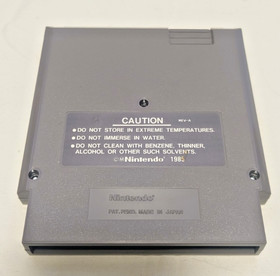 CAUTION REV-A
●DO NOT STORE IN EXTREME TEMPERATURES.
●DO NOT IMMERSE IN WATER.
●DO NOT CLEAN WITH BENZENE, THINNER,
ALCOHOL OR OTHER SUCH SOLVENTS.
©®Nintendo 1985
Nintendo
PAT.PEND. MADE IN JAPAN